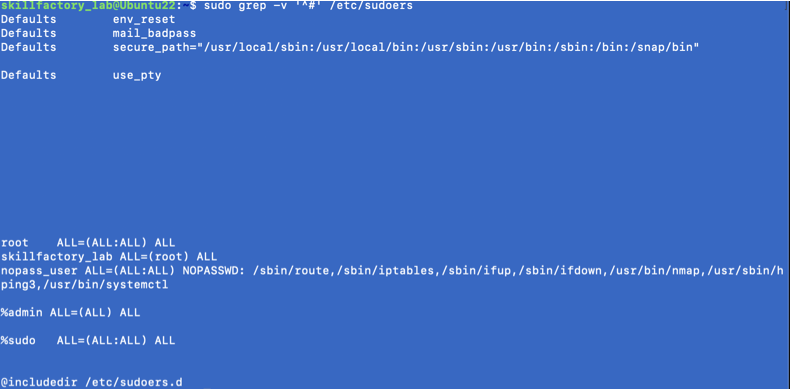 skillfactory_lab@Ubuntu22:~$ sudo grep -v '^#' /etc/sudoers
Defaults        env_reset
Defaults        mail_badpass
Defaults        secure_path="/usr/local/sbin:/usr/local/bin:/usr/sbin:/usr/bin:/sbin:/bin:/snap/bin"
Defaults        use_pty
root    ALL=(ALL:ALL) ALL
skillfactory_lab ALL=(root) ALL
nopass_user ALL=(ALL:ALL) NOPASSWD: /sbin/route,/sbin/iptables,/sbin/ifup,/sbin/ifdown,/usr/bin/nmap,/usr/sbin/h
ping3,/usr/bin/systemctl
%admin ALL=(ALL) ALL
%sudo   ALL=(ALL:ALL) ALL
@includedir /etc/sudoers.d